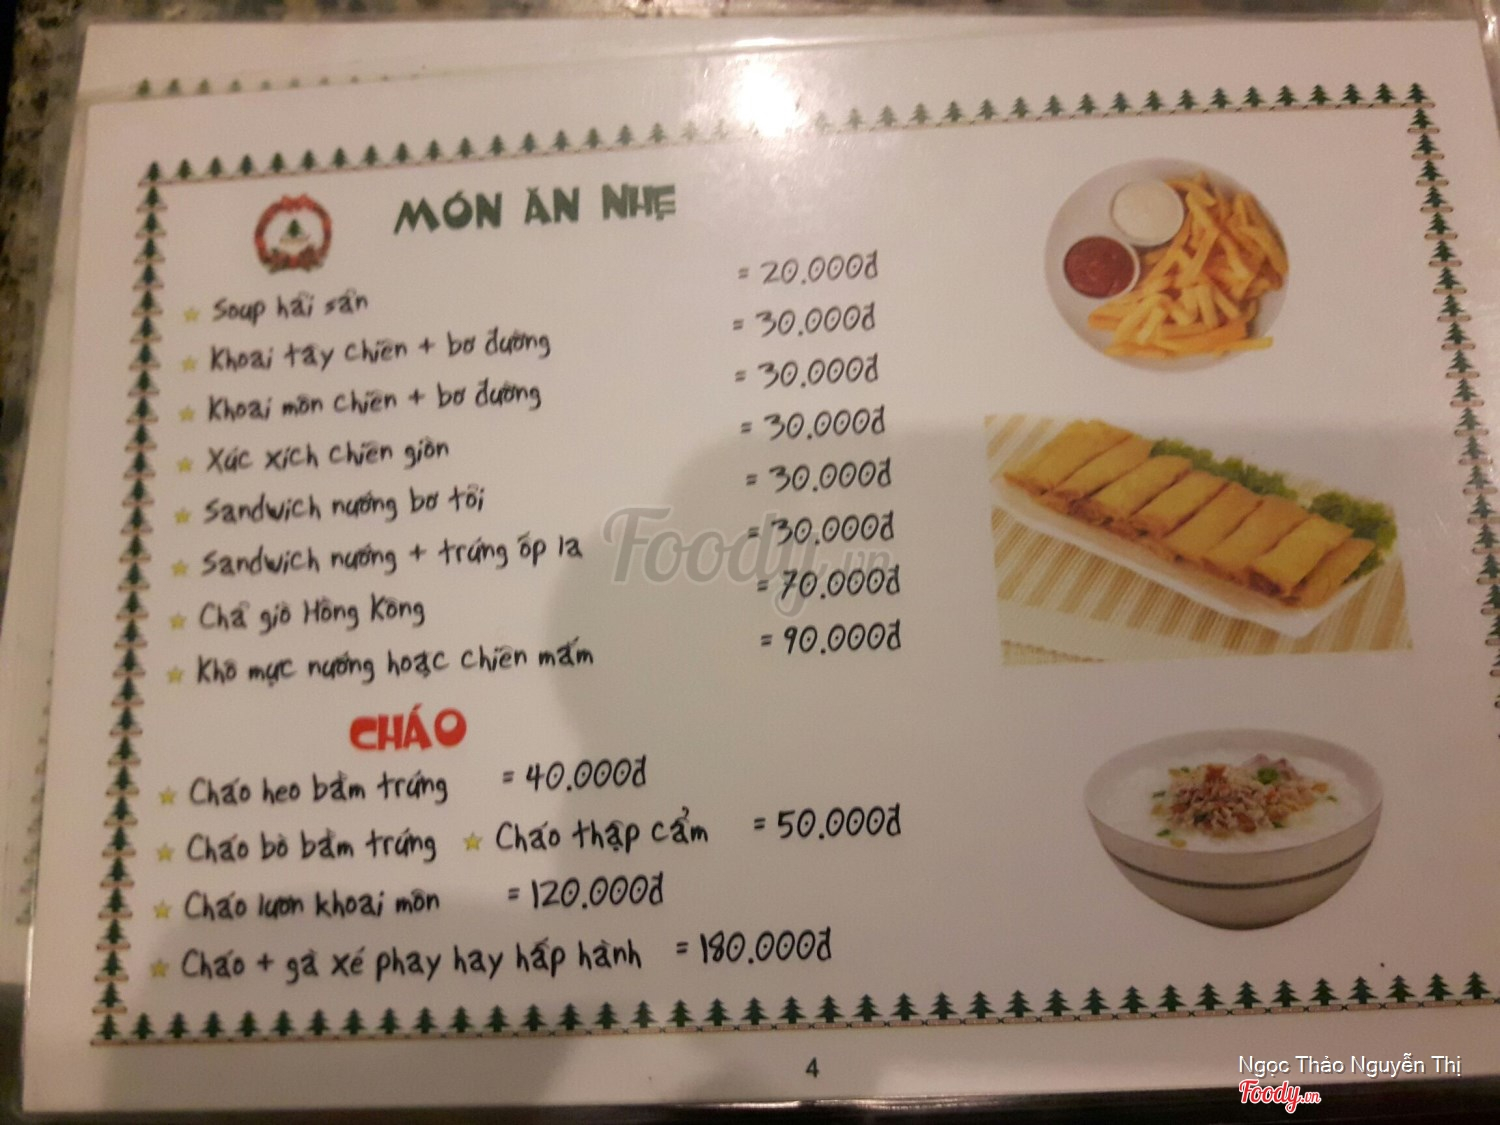 MÓN ĂN NHẸ
Soup hải sản = 20.000đ
Khoai tây chiên + bơ đường = 30.000đ
Khoai môn chiên + bơ đường = 30.000đ
Xúc xích chiên giòn = 30.000đ
Sandwich nướng bơ tỏi = 30.000đ
Sandwich nướng + trứng ốp la = 30.000đ
Chả giò Hồng Kông = 70.000đ
Khô mực nướng hoặc chiên mắm = 90.000đ
CHÁO
Cháo heo bằm trứng = 40.000đ
Cháo bò bằm trứng Cháo thập cẩm = 50.000đ
Cháo lươn khoai môn = 120.000đ
Cháo + gà xé phay hay hấp hành = 180.000đ
Foody.vn
4
Ngọc Thảo Nguyễn Thị
Foody.vn